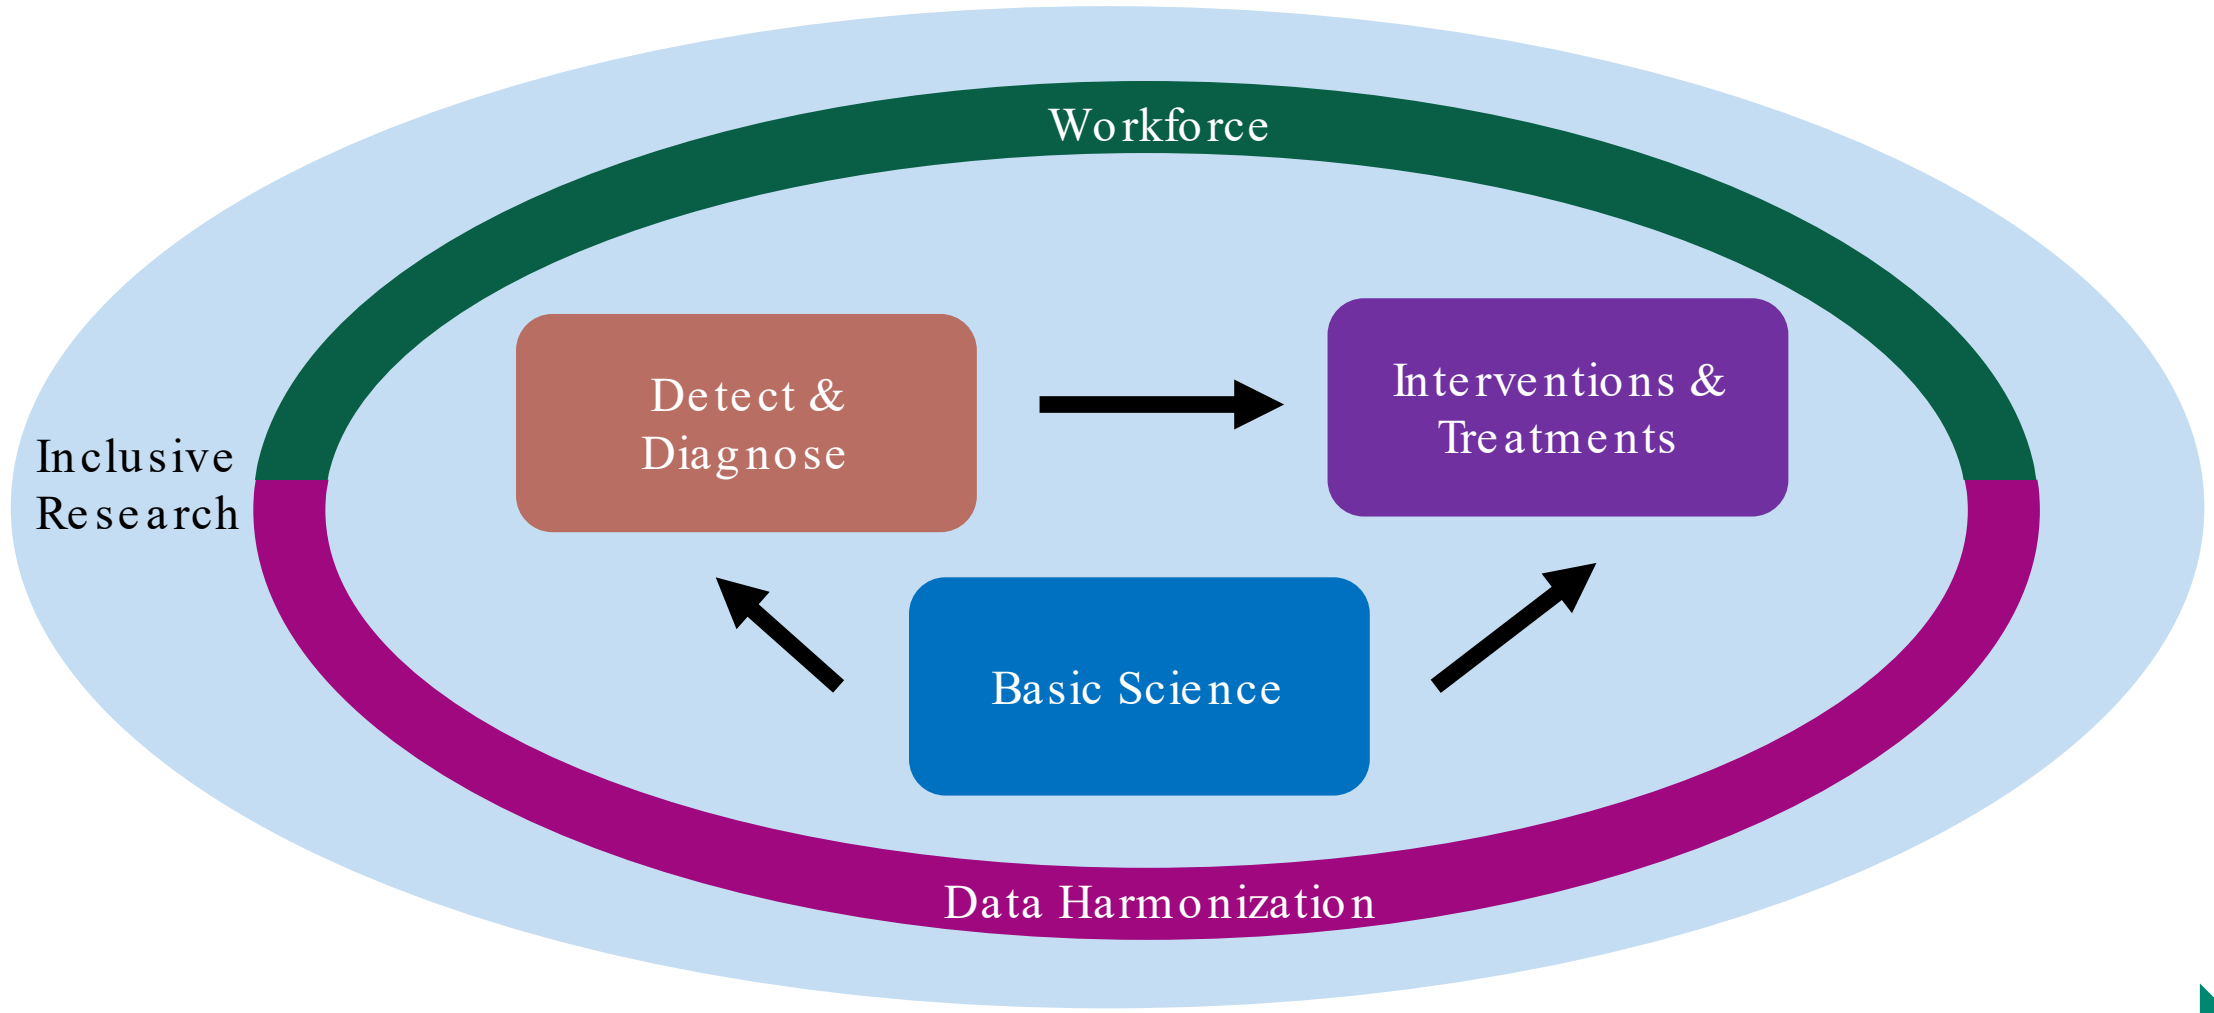 Workforce
Detect &
Diagnose
Interventions &
Treatments
Inclusive
Research
Basic Science
Data Harmonization